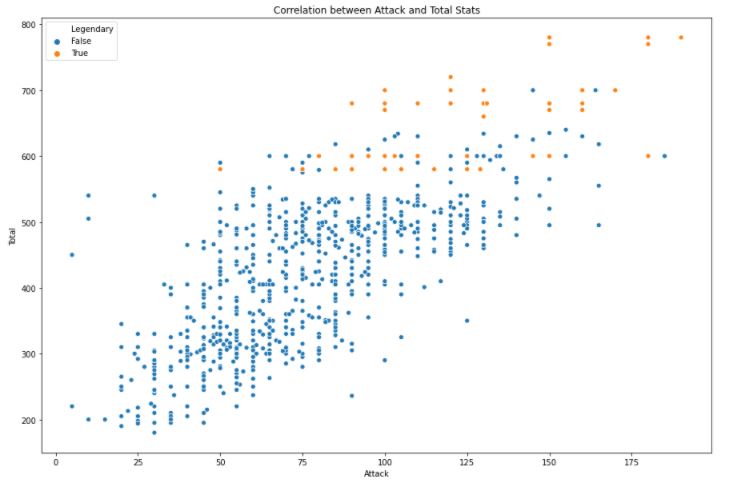 Correlation between Attack and Total Stats
Legendary
False
True
800
700
600
500
400
300
200
Total
0
25
50
75
100
125
150
175
Attack